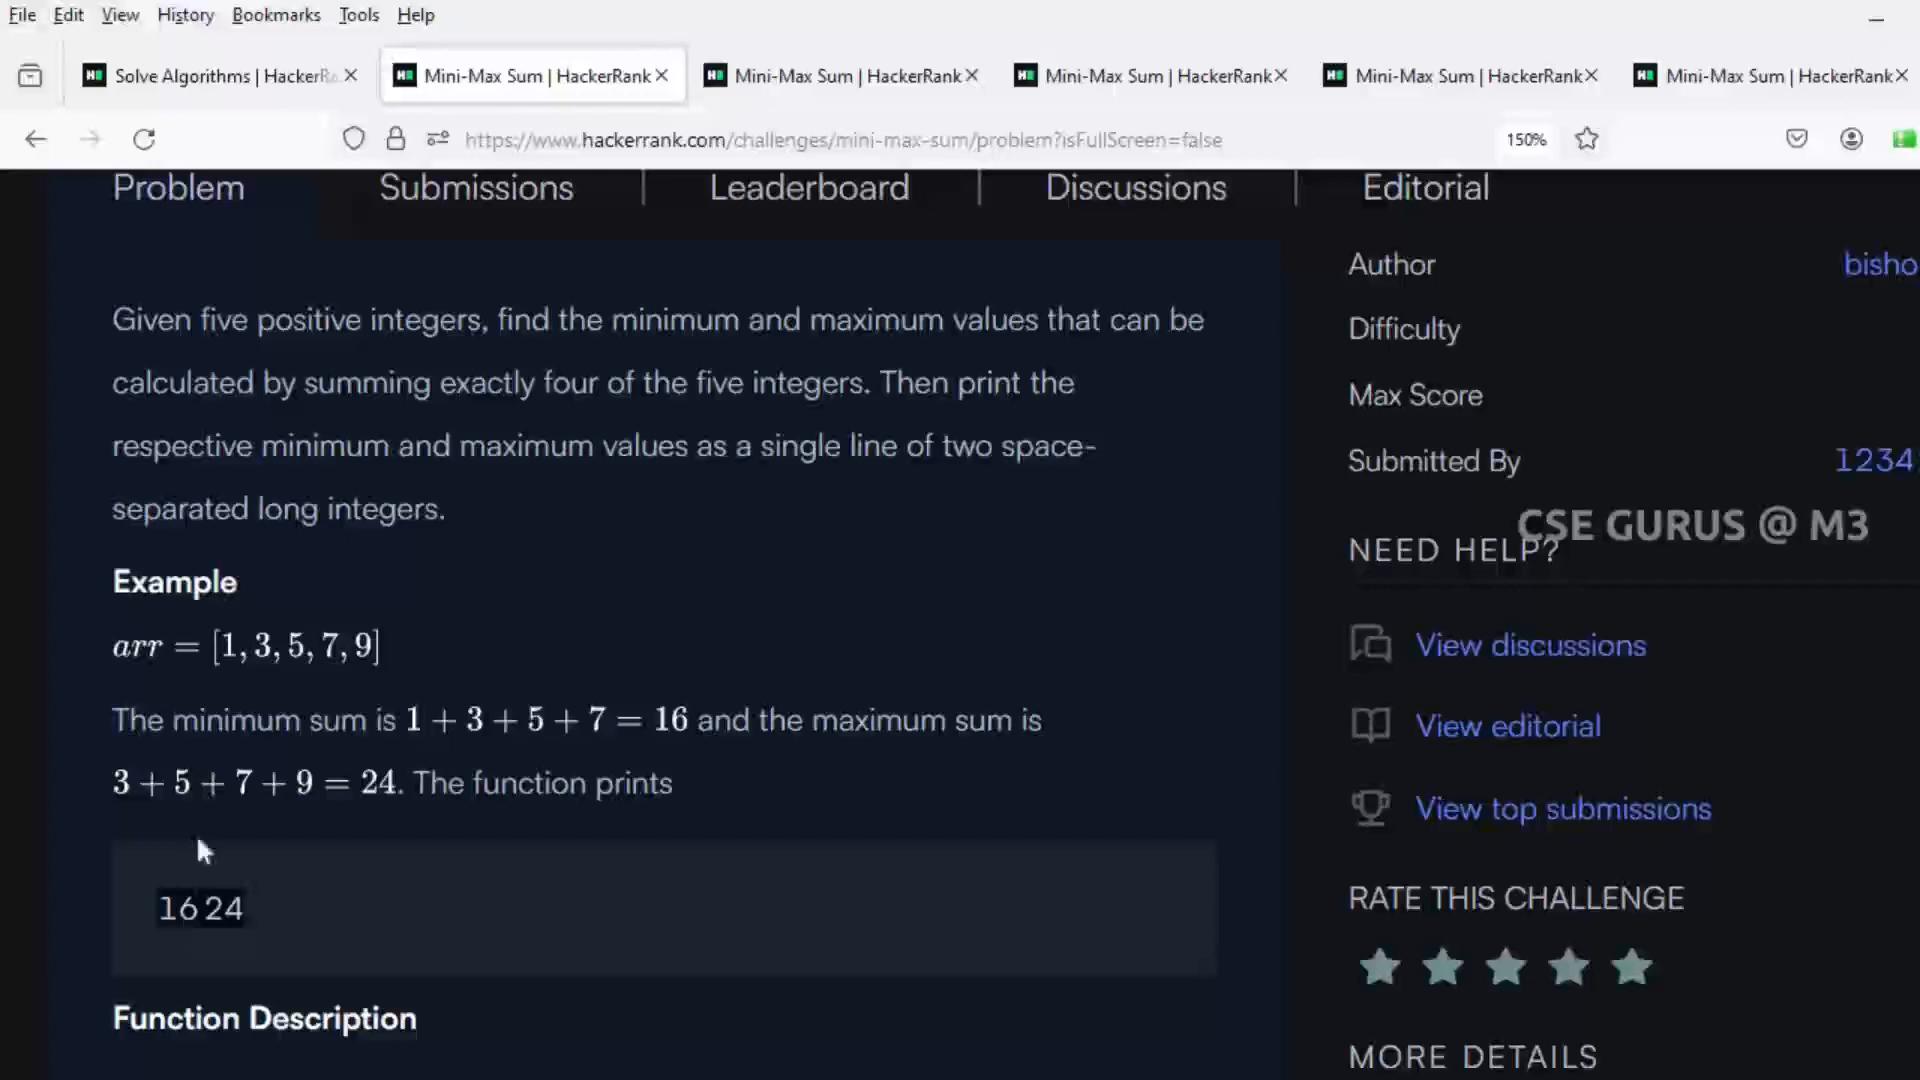 File Edit View History Bookmarks Tools Help
Solve Algorithms | HackerRa
Mini-Max Sum | HackerRank
Mini-Max Sum | HackerRank
Mini-Max Sum | HackerRank
Mini-Max Sum | HackerRank
Mini-Max Sum | HackerRank
https://www.hackerrank.com/challenges/mini-max-sum/problem?isFullScreen=false
150%
Problem Submissions Leaderboard Discussions Editorial
Given five positive integers, find the minimum and maximum values that can be
calculated by summing exactly four of the five integers. Then print the
respective minimum and maximum values as a single line of two space-
separated long integers.
Example
arr = [1, 3, 5, 7, 9]
The minimum sum is 1 + 3 + 5 + 7 = 16 and the maximum sum is
3 + 5 + 7 + 9 = 24. The function prints
16 24
Function Description
Author bisho
Difficulty
Max Score
Submitted By 1234
CSE GURUS @ M3
NEED HELP?
View discussions
View editorial
View top submissions
RATE THIS CHALLENGE
MORE DETAILS